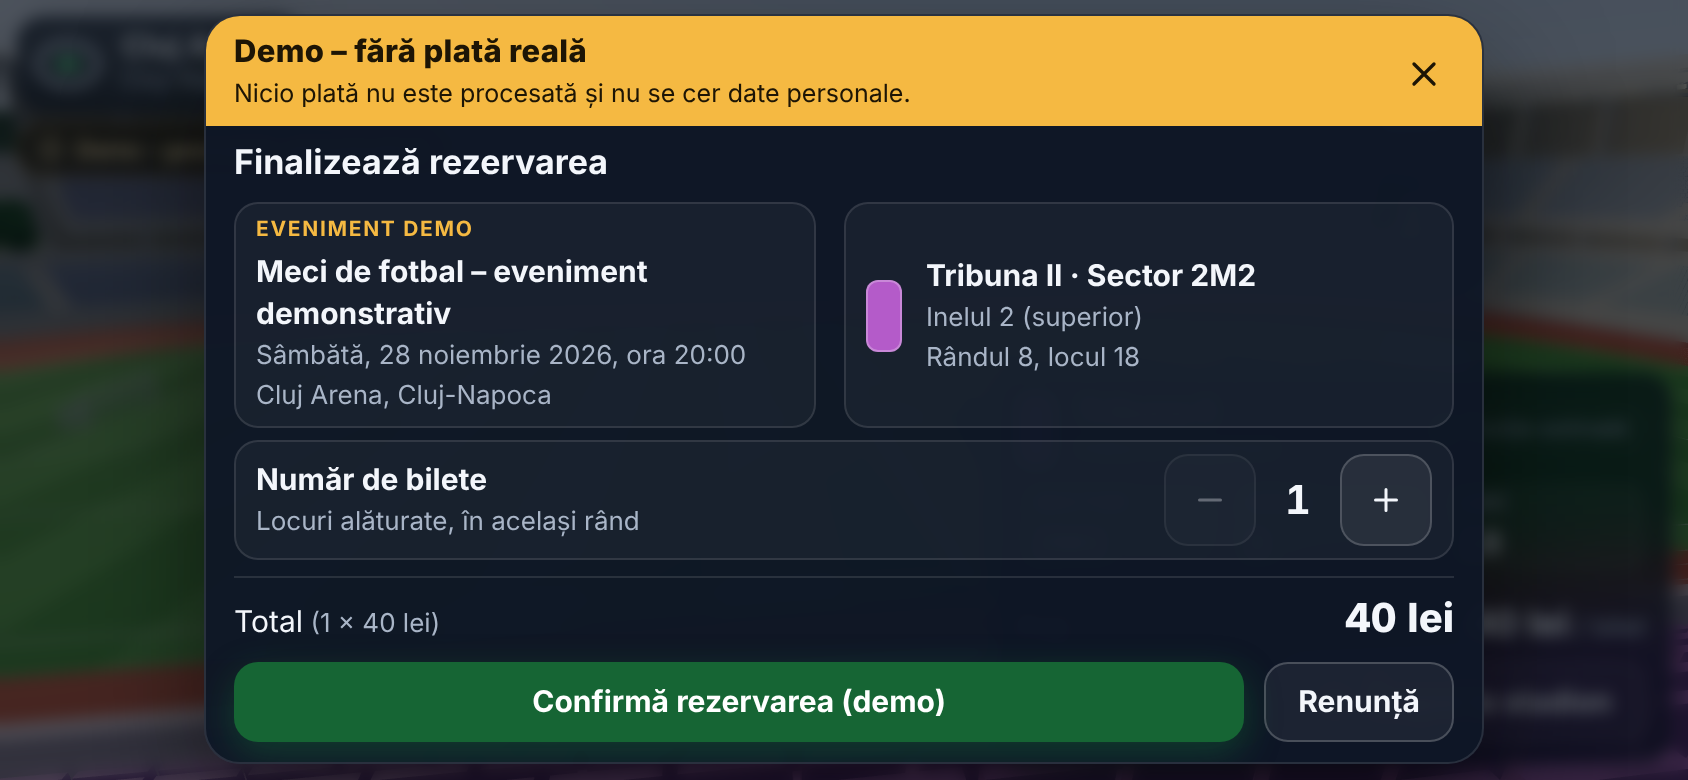 Demo – fără plată reală
Nicio plată nu este procesată și nu se cer date personale.
Finalizează rezervarea
EVENIMENT DEMO
Meci de fotbal – eveniment
demonstrativ
Sâmbătă, 28 noiembrie 2026, ora 20:00
Cluj Arena, Cluj-Napoca
Tribuna II · Sector 2M2
Inelul 2 (superior)
Rândul 8, locul 18
Număr de bilete
Locuri alăturate, în același rând
− 1 +
Total (1 × 40 lei)
40 lei
Confirmă rezervarea (demo)
Renunță